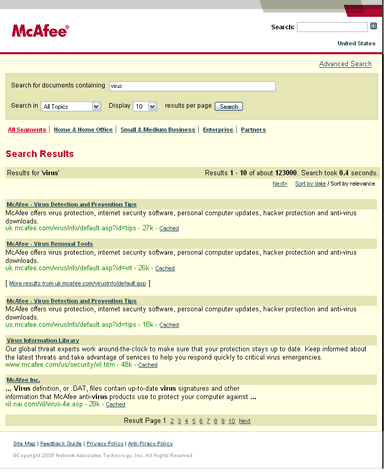 McAfee®
Search:
United States
Advanced Search
Search for documents containing virus
Search in All Topics Display 10 results per page Search
All Segments | Home & Home Office | Small & Medium Business | Enterprise | Partners
Search Results
Results for 'virus' Results 1 - 10 of about 123000. Search took 0.4 seconds.
Next> Sort by date / Sort by relevance
McAfee - Virus Detection and Prevention Tips
McAfee offers virus protection, internet security software, personal computer updates, hacker protection and anti-virus
downloads.
uk.mcafee.com/virusInfo/default.asp?id=tips - 27k - Cached
McAfee - Virus Removal Tools
McAfee offers virus protection, internet security software, personal computer updates, hacker protection and anti-virus
downloads.
uk.mcafee.com/virusInfo/default.asp?id=vrt - 26k - Cached
[ More results from uk.mcafee.com/virusInfo/default.asp ]
McAfee - Virus Detection and Prevention Tips
McAfee offers virus protection, internet security software, personal computer updates, hacker protection and anti-virus
downloads.
us.mcafee.com/virusInfo/default.asp?id=tips - 18k - Cached
Virus Information Library
Our global threat experts work around-the-clock to make sure that your protection stays up to date. Keep informed about
the latest threats and take advantage of services to help you respond quickly to critical virus emergencies.
www.mcafee.com/us/security/vil.htm - 48k - Cached
McAfee Inc.
... Virus definition, or .DAT, files contain up-to-date virus signatures and other
information that McAfee anti-virus products use to protect your computer against ...
vil.nai.com/vil/virus-4e.asp - 28k - Cached
Result Page 1 2 3 4 5 6 7 8 9 10 Next
Site Map | Feedback Guide | Privacy Policy | Anti-Piracy Policy
©Copyright 2005 Network Associates Technology, Inc. All Rights Reserved